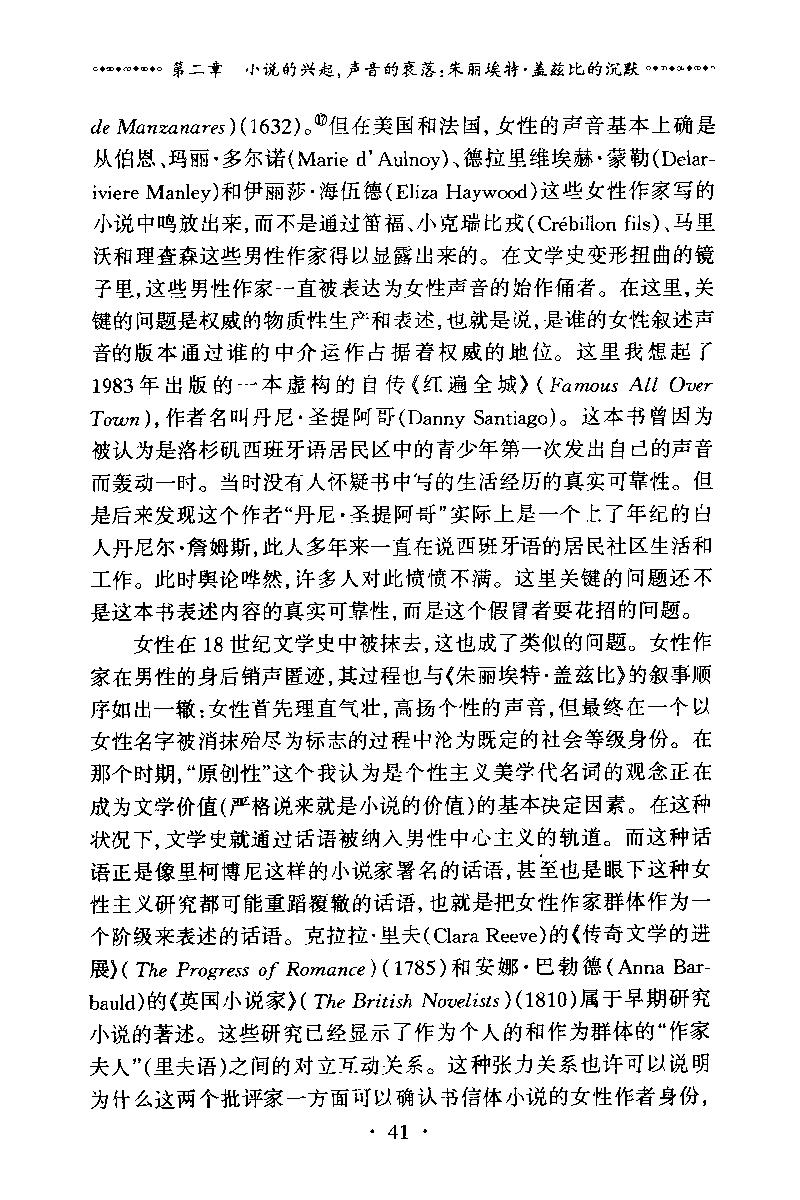 第二章 小说的兴起,声音的衰落:朱丽埃特·盖兹比的沉默
de Manzanares)(1632)。⑰但在美国和法国,女性的声音基本上确是
从伯恩、玛丽·多尔诺(Marie d' Aulnoy)、德拉里维埃赫·蒙勒(Delar-
iviere Manley)和伊丽莎·海伍德(Eliza Haywood)这些女性作家写的
小说中鸣放出来,而不是通过笛福、小克瑞比戎(Crébillon fils)、马里
沃和理查森这些男性作家得以显露出来的。在文学史变形扭曲的镜
子里,这些男性作家一直被表达为女性声音的始作俑者。在这里,关
键的问题是权威的物质性生产和表述,也就是说,是谁的女性叙述声
音的版本通过谁的中介运作占据着权威的地位。这里我想起了
1983年出版的一本虚构的自传《红遍全城》(Famous All Over
Town),作者名叫丹尼·圣提阿哥(Danny Santiago)。这本书曾因为
被认为是洛杉矶西班牙语居民区中的青少年第一次发出自己的声音
而轰动一时。当时没有人怀疑书中写的生活经历的真实可靠性。但
是后来发现这个作者“丹尼·圣提阿哥”实际上是一个上了年纪的白
人丹尼尔·詹姆斯,此人多年来一直在说西班牙语的居民社区生活和
工作。此时舆论哗然,许多人对此愤愤不满。这里关键的问题还不
是这本书表述内容的真实可靠性,而是这个假冒者耍花招的问题。
女性在18世纪文学史中被抹去,这也成了类似的问题。女性作
家在男性的身后销声匿迹,其过程也与《朱丽埃特·盖兹比》的叙事顺
序如出一辙:女性首先理直气壮,高扬个性的声音,但最终在一个以
女性名字被消抹殆尽为标志的过程中沦为既定的社会等级身份。在
那个时期,“原创性”这个我认为是个性主义美学代名词的观念正在
成为文学价值(严格说来就是小说的价值)的基本决定因素。在这种
状况下,文学史就通过话语被纳入男性中心主义的轨道。而这种话
语正是像里柯博尼这样的小说家署名的话语,甚至也是眼下这种女
性主义研究都可能重蹈覆辙的话语,也就是把女性作家群体作为一
个阶级来表述的话语。克拉拉·里夫(Clara Reeve)的《传奇文学的进
展》(The Progress of Romance)(1785)和安娜·巴勃德(Anna Bar-
bauld)的《英国小说家》(The British Novelists)(1810)属于早期研究
小说的著述。这些研究已经显示了作为个人的和作为群体的“作家
夫人”(里夫语)之间的对立互动关系。这种张力关系也许可以说明
为什么这两个批评家一方面可以确认书信体小说的女性作者身份,
· 41 ·